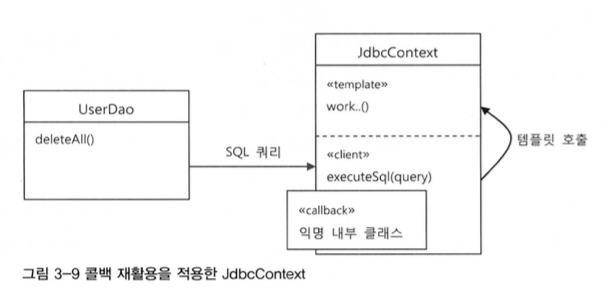 JdbcContext
«template»
work..()
UserDao
deleteAll()
SQL 쿼리
템플릿 호출
«client»
executeSql(query)
«callback»
익명 내부 클래스
그림 3-9 콜백 재활용을 적용한 JdbcContext